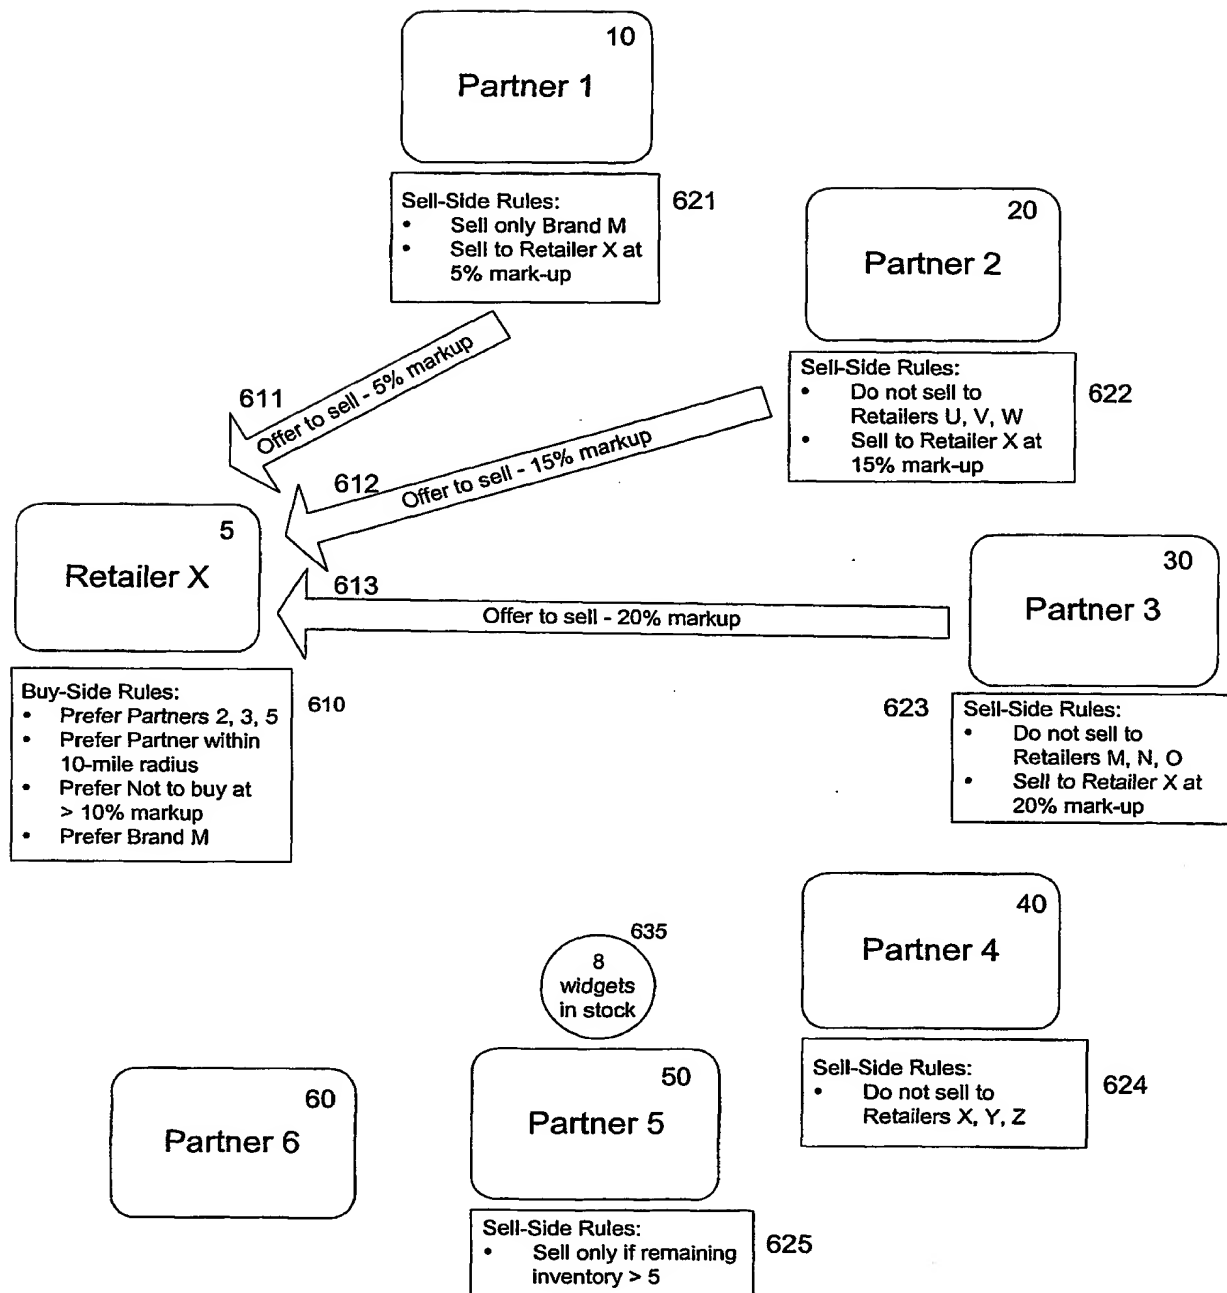 10
Partner 1
Sell-Side Rules:
• Sell only Brand M
• Sell to Retailer X at
5% mark-up
621
20
Partner 2
Sell-Side Rules:
• Do not sell to
Retailers U, V, W
• Sell to Retailer X at
15% mark-up
622
611
Offer to sell - 5% markup
612
Offer to sell - 15% markup
5
Retailer X
613
Offer to sell - 20% markup
30
Partner 3
Buy-Side Rules:
• Prefer Partners 2, 3, 5
• Prefer Partner within
10-mile radius
• Prefer Not to buy at
> 10% markup
• Prefer Brand M
610
623
Sell-Side Rules:
• Do not sell to
Retailers M, N, O
• Sell to Retailer X at
20% mark-up
40
Partner 4
Sell-Side Rules:
• Do not sell to
Retailers X, Y, Z
624
635
8
widgets
in stock
50
Partner 5
Sell-Side Rules:
• Sell only if remaining
inventory > 5
625
60
Partner 6